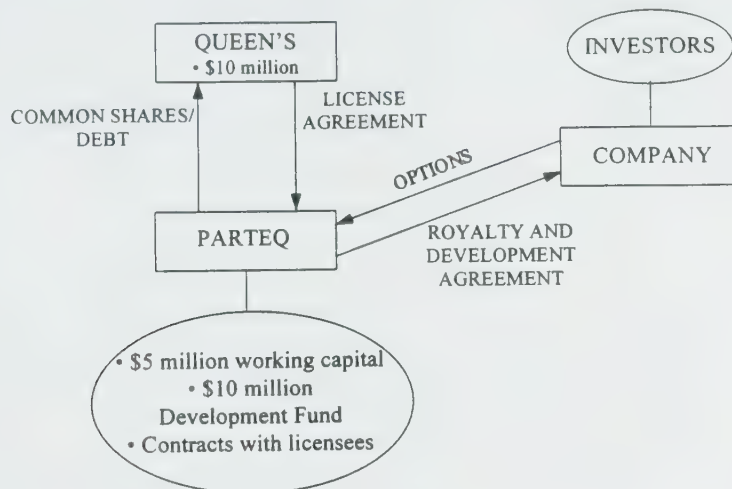 QUEEN'S
• $10 million
INVESTORS
COMMON SHARES/
DEBT
LICENSE
AGREEMENT
COMPANY
OPTIONS
PARTEQ
ROYALTY AND
DEVELOPMENT
AGREEMENT
• $5 million working capital
• $10 million
Development Fund
• Contracts with licensees